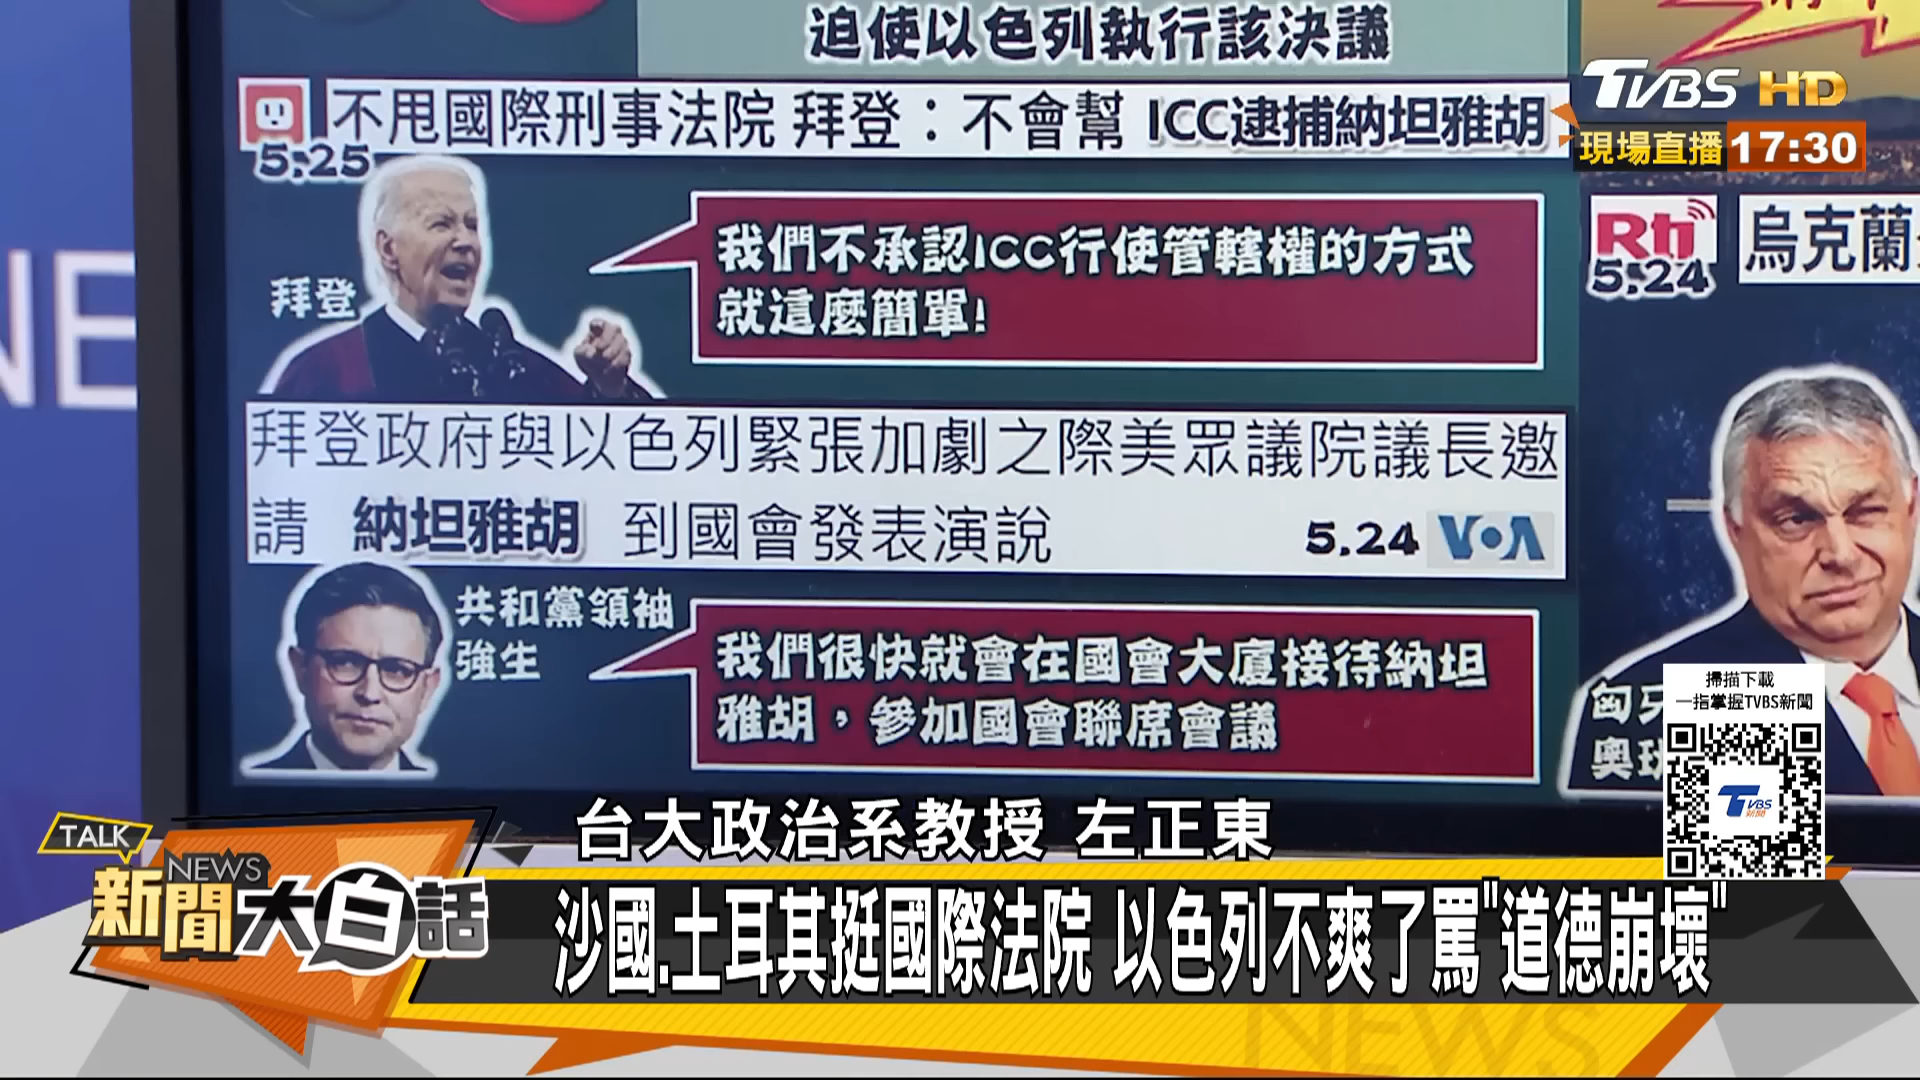 迫使以色列執行該決議
TVBS HD
現場直播 17:30
不甩國際刑事法院 拜登：不會幫 ICC逮捕納坦雅胡
5.25
拜登
我們不承認ICC行使管轄權的方式
就這麼簡單!
Rti
5.24
烏克蘭
拜登政府與以色列緊張加劇之際美眾議院議長邀
請 納坦雅胡 到國會發表演說
5.24 VOA
共和黨領袖
強生
我們很快就會在國會大廈接待納坦
雅胡，參加國會聯席會議
匈牙
奧
NE
掃描下載
一指掌握TVBS新聞
TVBS
新聞
台大政治系教授 左正東
TALK
NEWS
新聞大白話
沙國.土耳其挺國際法院 以色列不爽了罵"道德崩壞"
NEWS